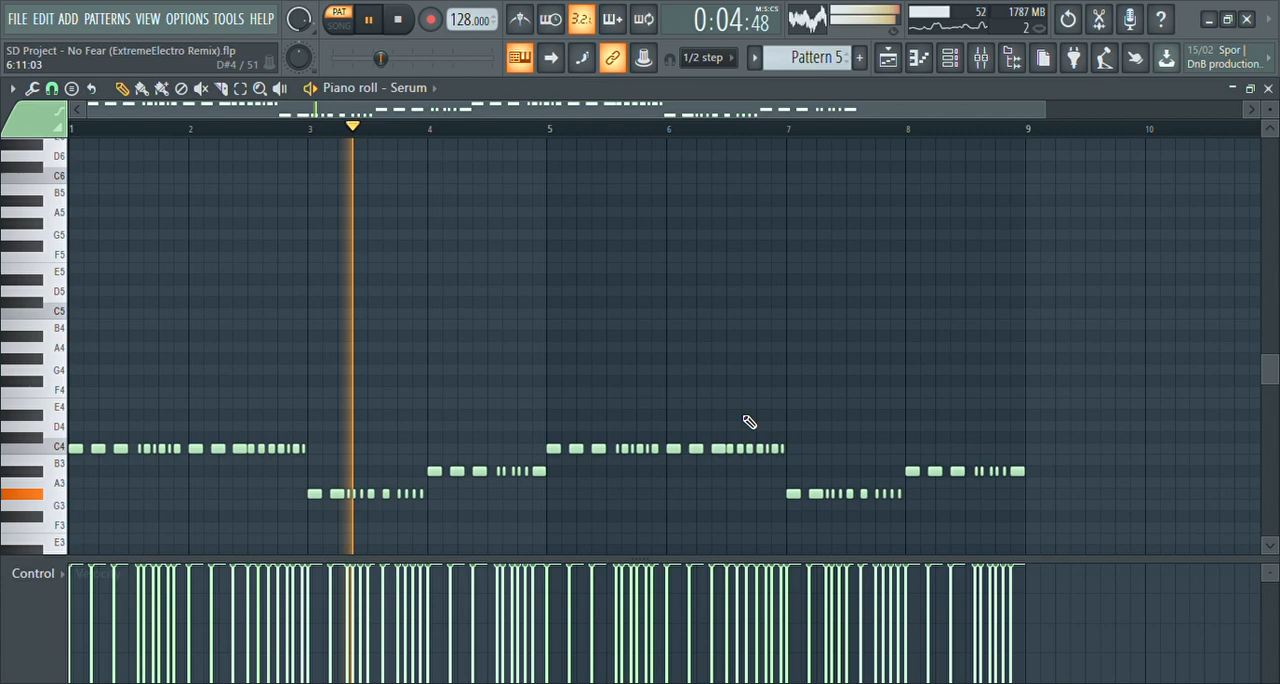 FILE EDIT ADD PATTERNS VIEW OPTIONS TOOLS HELP
PAT
SONG
128.000
3.2.
0:04:48
M:S:CS
52
1787 MB
2
SD Project - No Fear (ExtremeElectro Remix).flp
6:11:03
D#4 / 51
1/2 step
Pattern 5
+
15/02 Spor |
DnB production..
Piano roll - Serum
1 2 3 4 5 6 7 8 9 10
D6
C6
B5
A5
G5
F5
E5
D5
C5
B4
A4
G4
F4
E4
D4
C4
B3
A3
G3
F3
E3
Control
Velocity